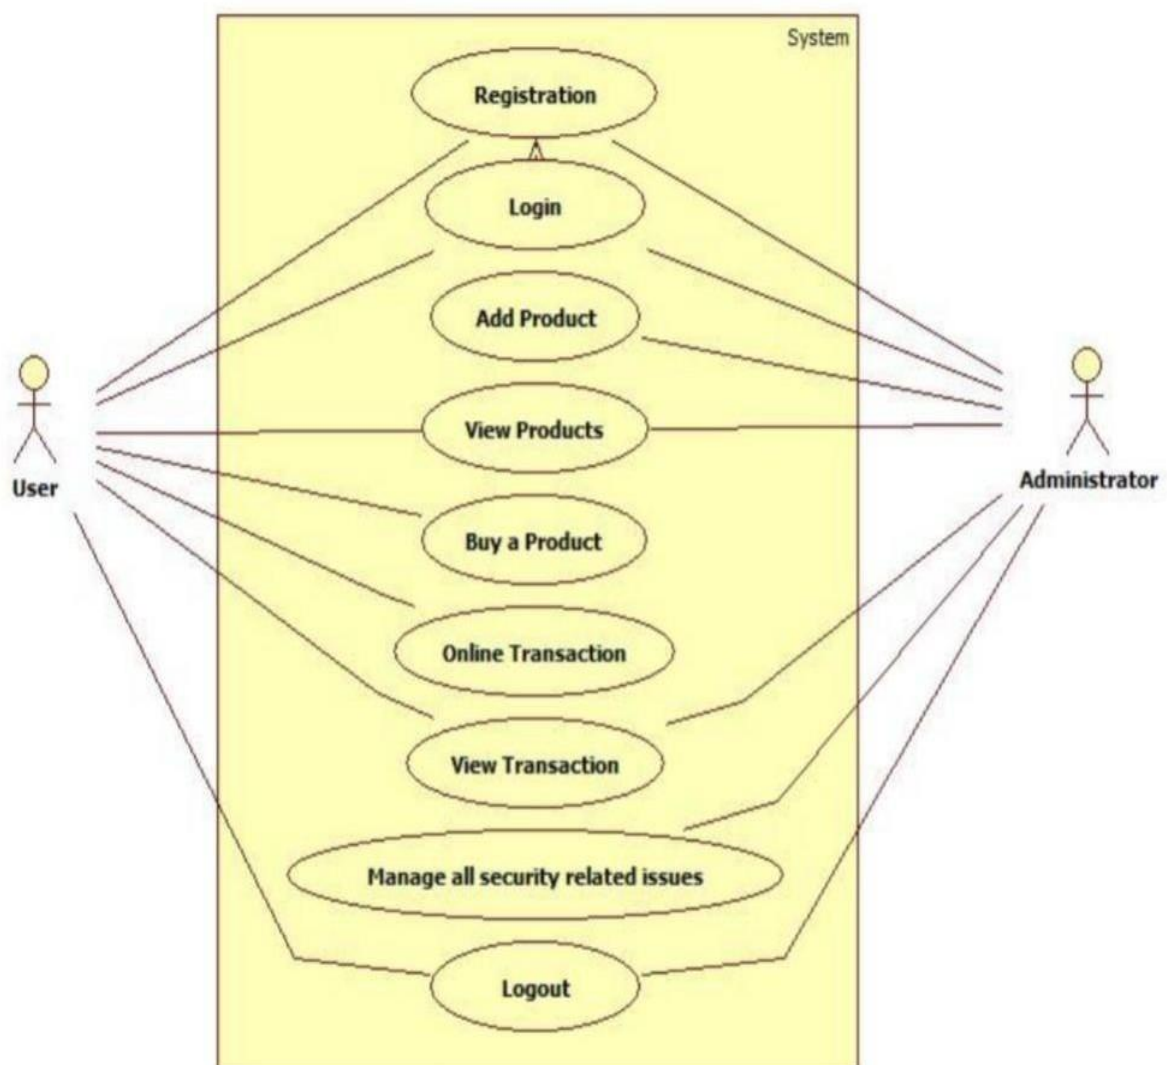 System
Registration
Login
Add Product
View Products
User
Administrator
Buy a Product
Online Transaction
View Transaction
Manage all security related issues
Logout